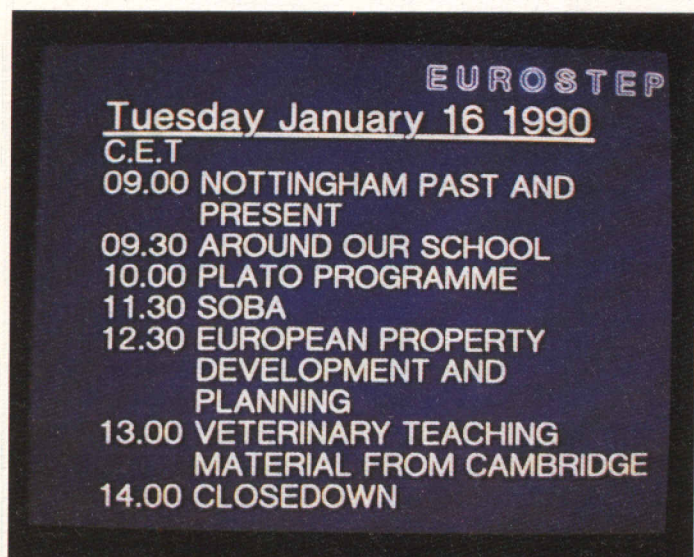 EUROSTEP
Tuesday January 16 1990
C.E.T
09.00 NOTTINGHAM PAST AND
PRESENT
09.30 AROUND OUR SCHOOL
10.00 PLATO PROGRAMME
11.30 SOBA
12.30 EUROPEAN PROPERTY
DEVELOPMENT AND
PLANNING
13.00 VETERINARY TEACHING
MATERIAL FROM CAMBRIDGE
14.00 CLOSEDOWN